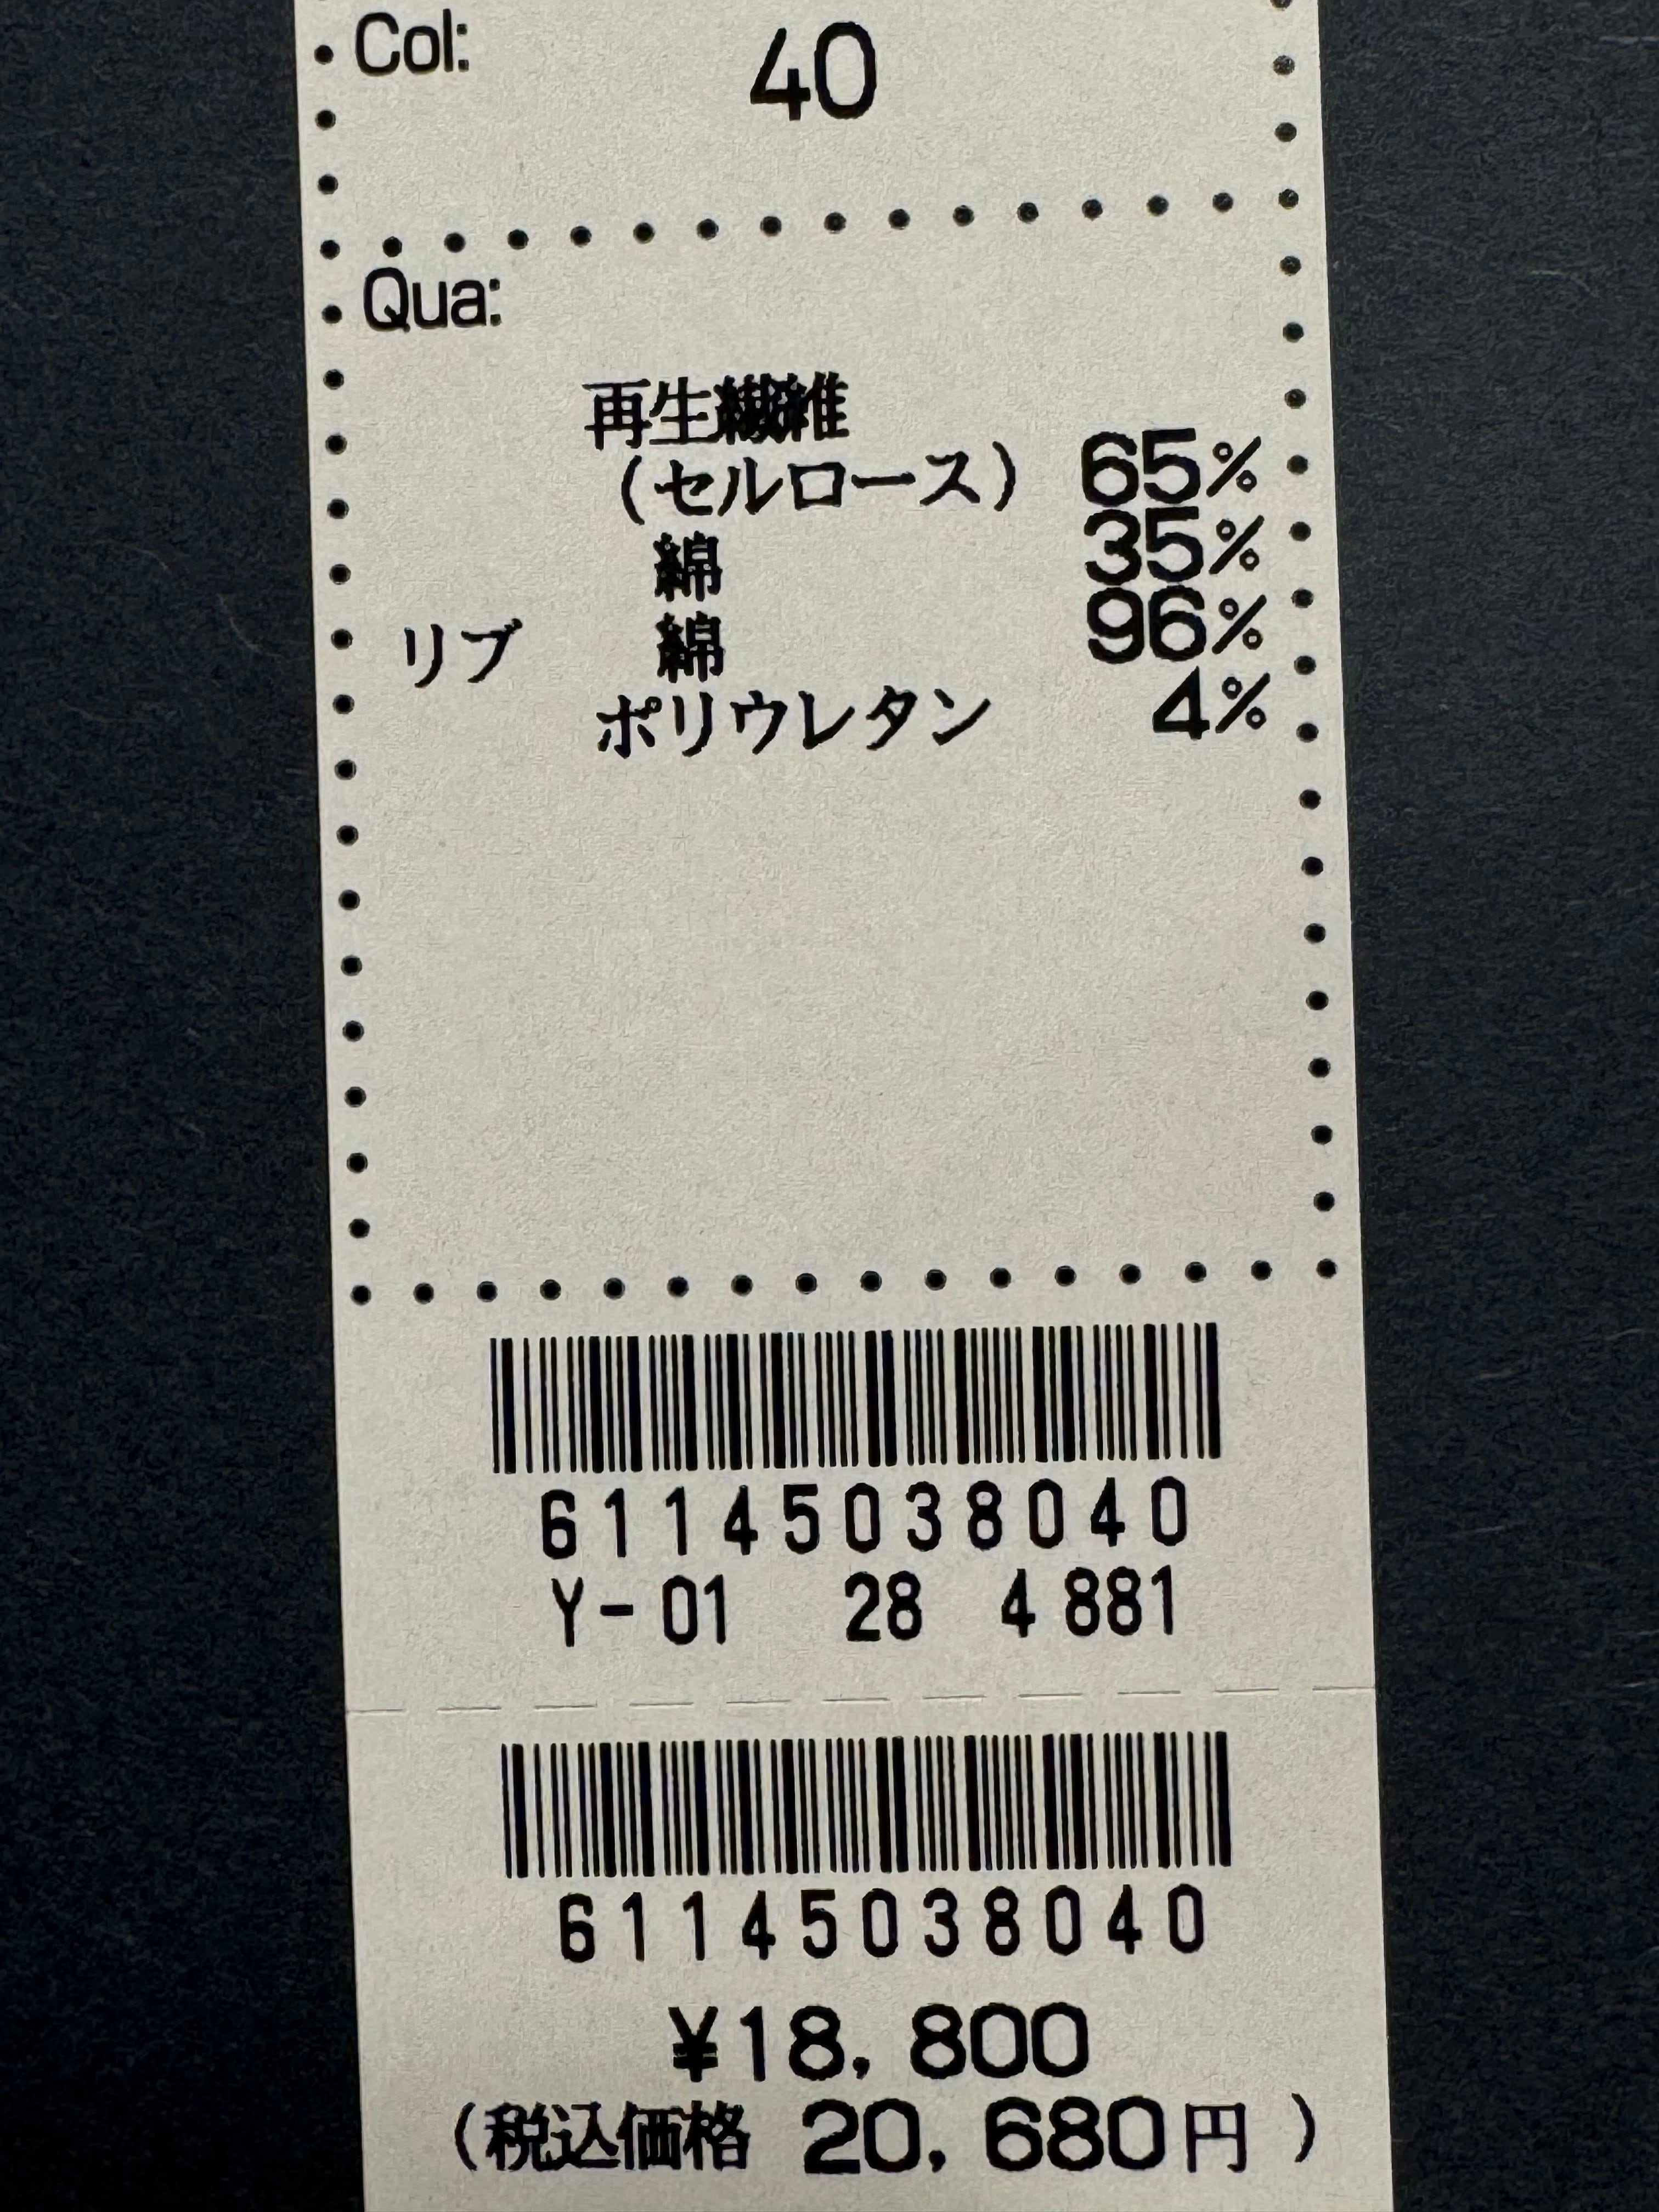 Col: 40
Qua:
再生繊維
(セルロース) 65%
綿 35%
リブ 綿 96%
ポリウレタン 4%
61145038040
Y-01 28 4 881
61145038040
¥18,800
(税込価格 20,680円)